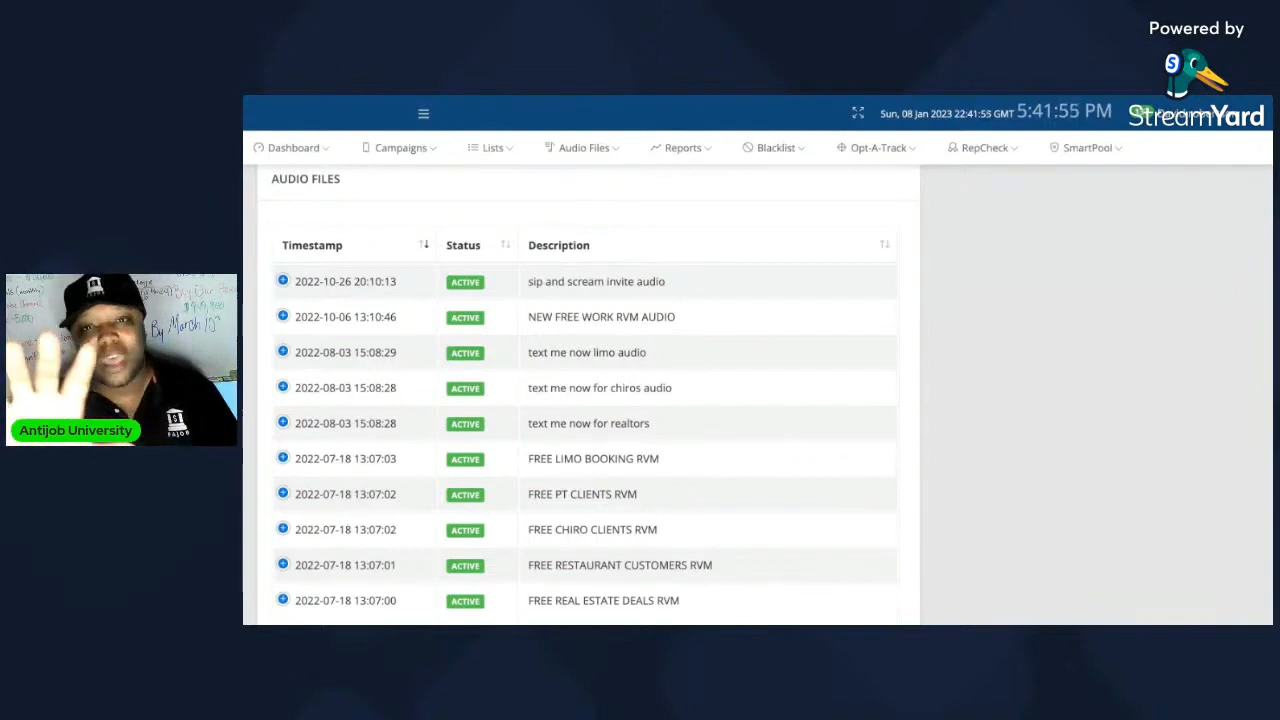 Powered by
StreamYard
Sun, 08 Jan 2023 22:41:55 GMT 5:41:55 PM
Dashboard Campaigns Lists Audio Files Reports Blacklist Opt-A-Track RepCheck SmartPool
AUDIO FILES
Timestamp Status Description
2022-10-26 20:10:13 ACTIVE sip and scream invite audio
2022-10-06 13:10:46 ACTIVE NEW FREE WORK RVM AUDIO
2022-08-03 15:08:29 ACTIVE text me now limo audio
2022-08-03 15:08:28 ACTIVE text me now for chiros audio
2022-08-03 15:08:28 ACTIVE text me now for realtors
2022-07-18 13:07:03 ACTIVE FREE LIMO BOOKING RVM
2022-07-18 13:07:02 ACTIVE FREE PT CLIENTS RVM
2022-07-18 13:07:02 ACTIVE FREE CHIRO CLIENTS RVM
2022-07-18 13:07:01 ACTIVE FREE RESTAURANT CUSTOMERS RVM
2022-07-18 13:07:00 ACTIVE FREE REAL ESTATE DEALS RVM
By March
Antijob University